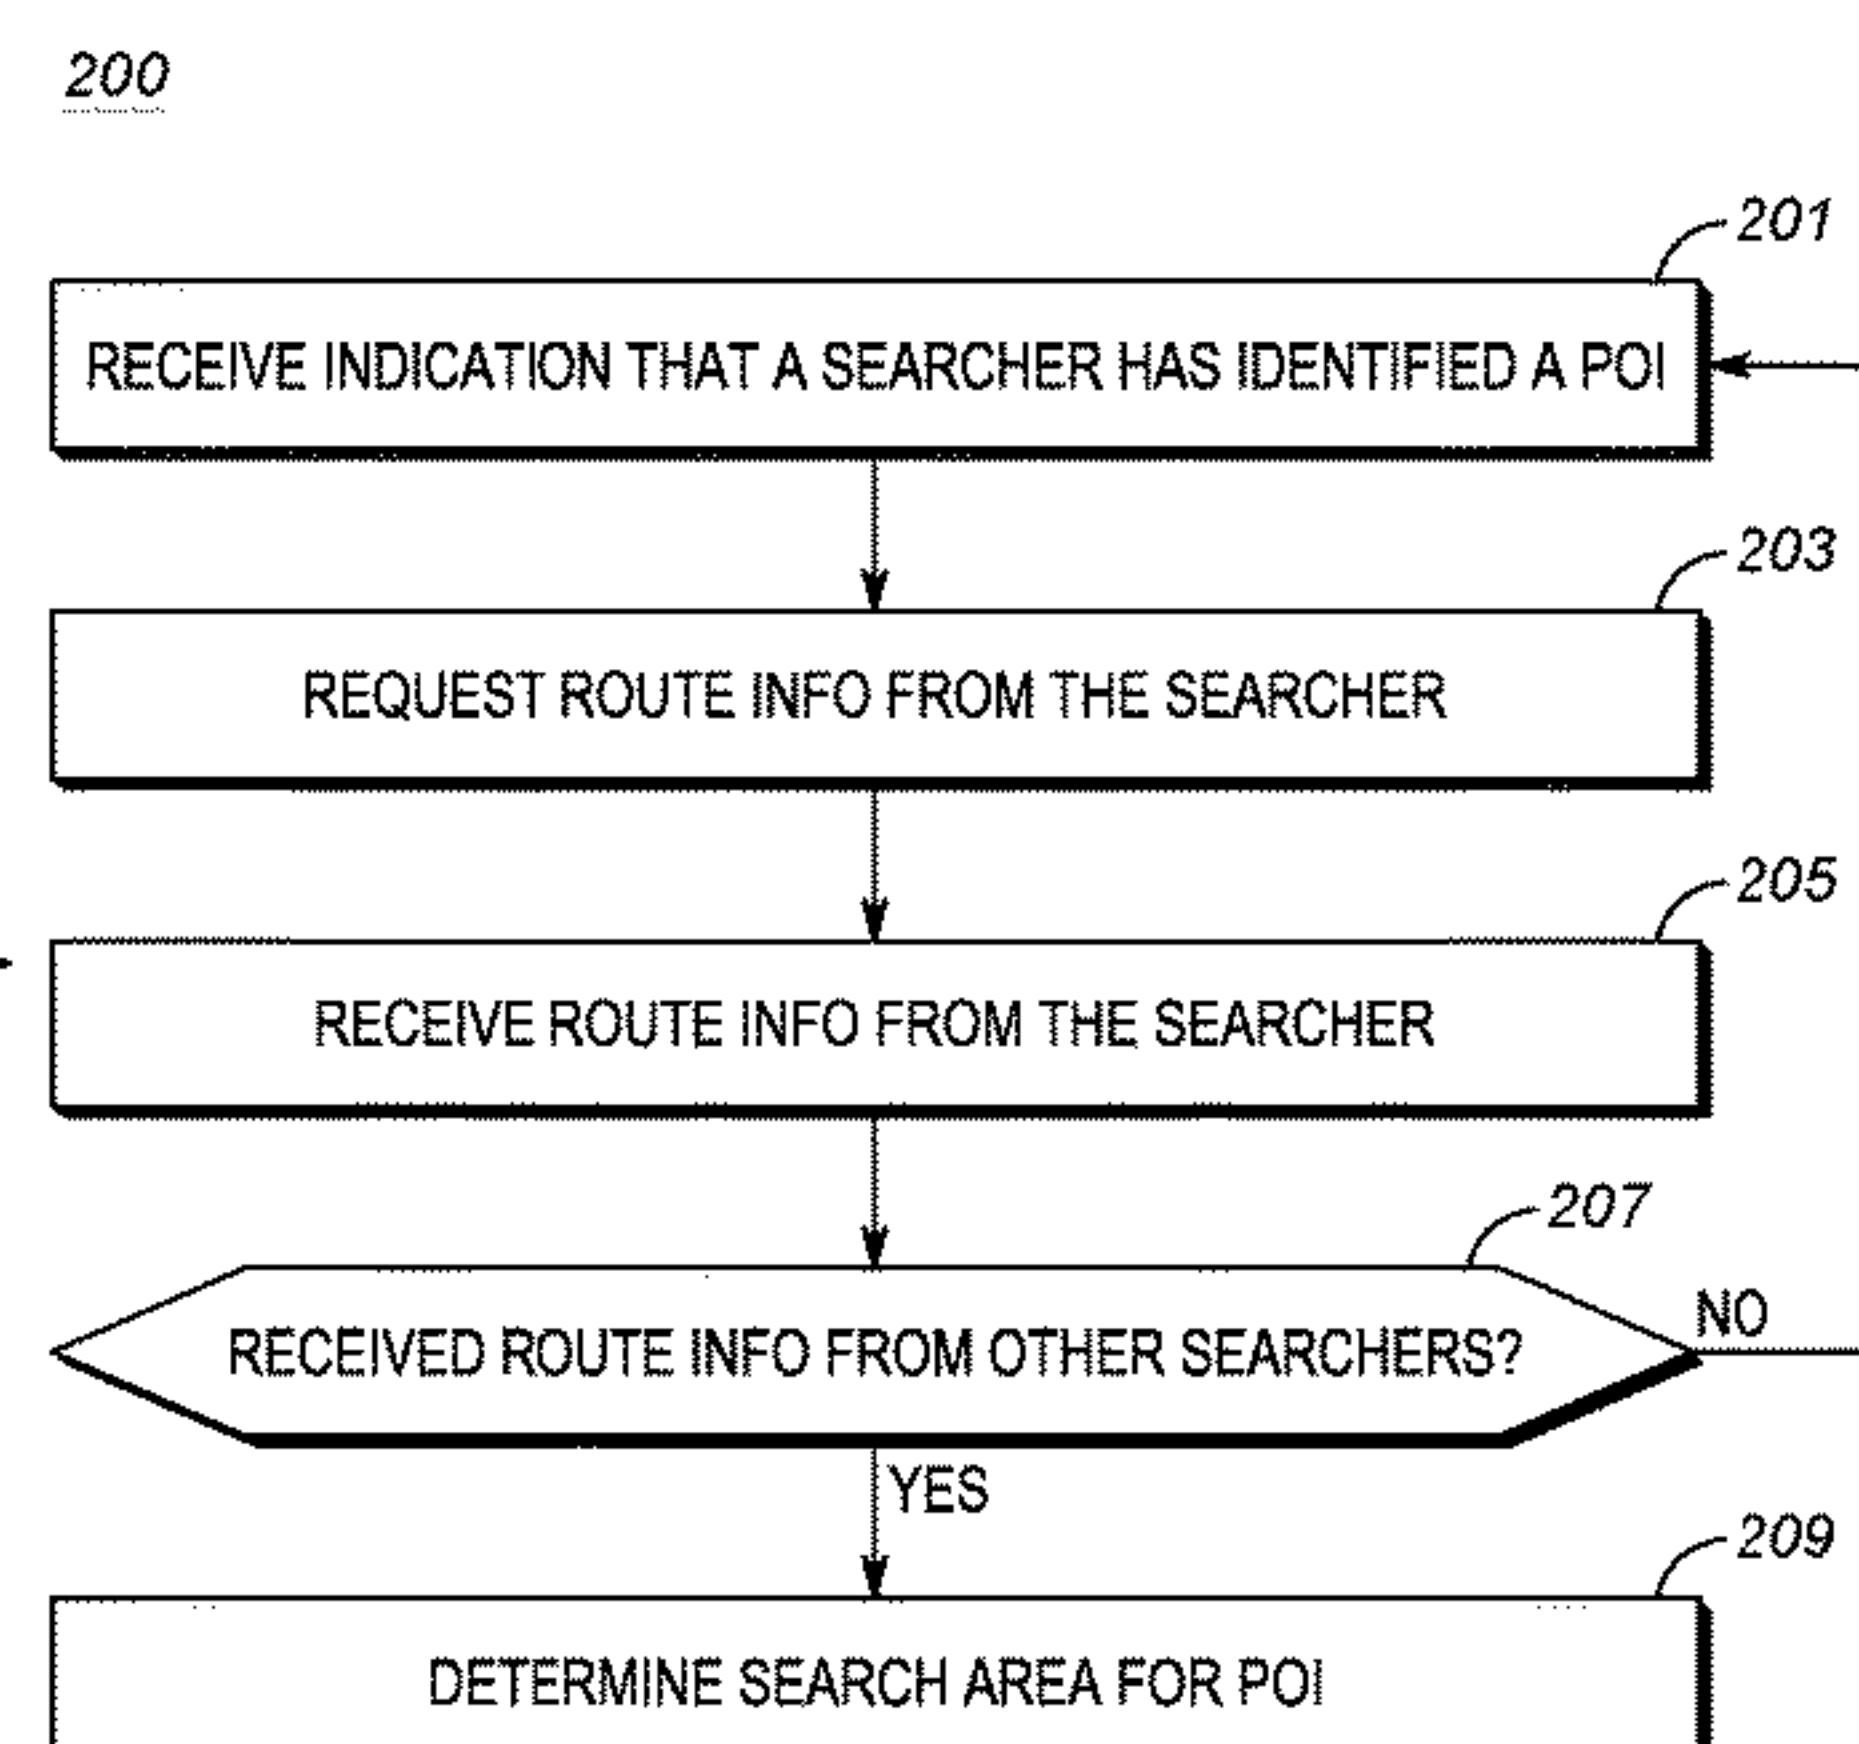 200
201
RECEIVE INDICATION THAT A SEARCHER HAS IDENTIFIED A POI
203
REQUEST ROUTE INFO FROM THE SEARCHER
205
RECEIVE ROUTE INFO FROM THE SEARCHER
207
RECEIVED ROUTE INFO FROM OTHER SEARCHERS?
NO
YES
209
DETERMINE SEARCH AREA FOR POI